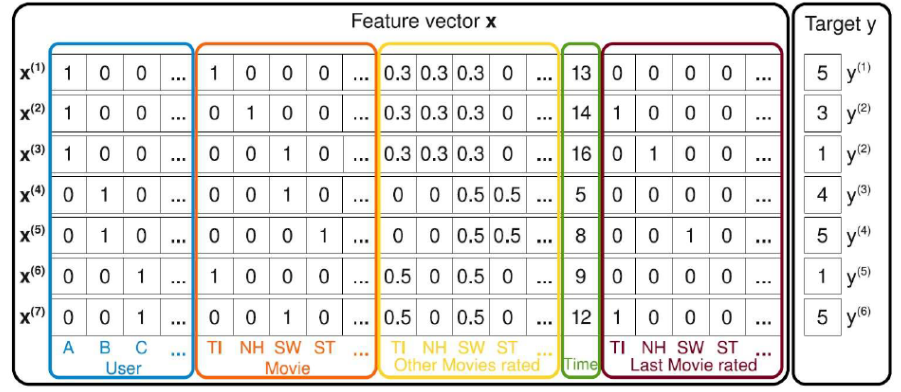 Feature vector x Target y
x(1) 1 0 0 ... 1 0 0 0 ... 0.3 0.3 0.3 0 ... 13 0 0 0 0 ... 5 y(1)
x(2) 1 0 0 ... 0 1 0 0 ... 0.3 0.3 0.3 0 ... 14 1 0 0 0 ... 3 y(2)
x(3) 1 0 0 ... 0 0 1 0 ... 0.3 0.3 0.3 0 ... 16 0 1 0 0 ... 1 y(2)
x(4) 0 1 0 ... 0 0 1 0 ... 0 0 0.5 0.5 ... 5 0 0 0 0 ... 4 y(3)
x(5) 0 1 0 ... 0 0 0 1 ... 0 0 0.5 0.5 ... 8 0 0 1 0 ... 5 y(4)
x(6) 0 0 1 ... 1 0 0 0 ... 0.5 0 0.5 0 ... 9 0 0 0 0 ... 1 y(5)
x(7) 0 0 1 ... 0 0 1 0 ... 0.5 0 0.5 0 ... 12 1 0 0 0 ... 5 y(6)
A B C ... TI NH SW ST ... TI NH SW ST ... TI NH SW ST ...
User Movie Other Movies rated Time Last Movie rated